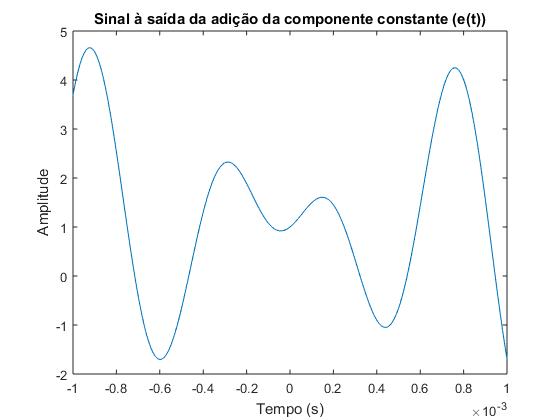 Sinal à saída da adição da componente constante (e(t))
5
4
3
2
1
0
-1
-2
Amplitude
-1 -0.8 -0.6 -0.4 -0.2 0 0.2 0.4 0.6 0.8 1
Tempo (s)
×10-3